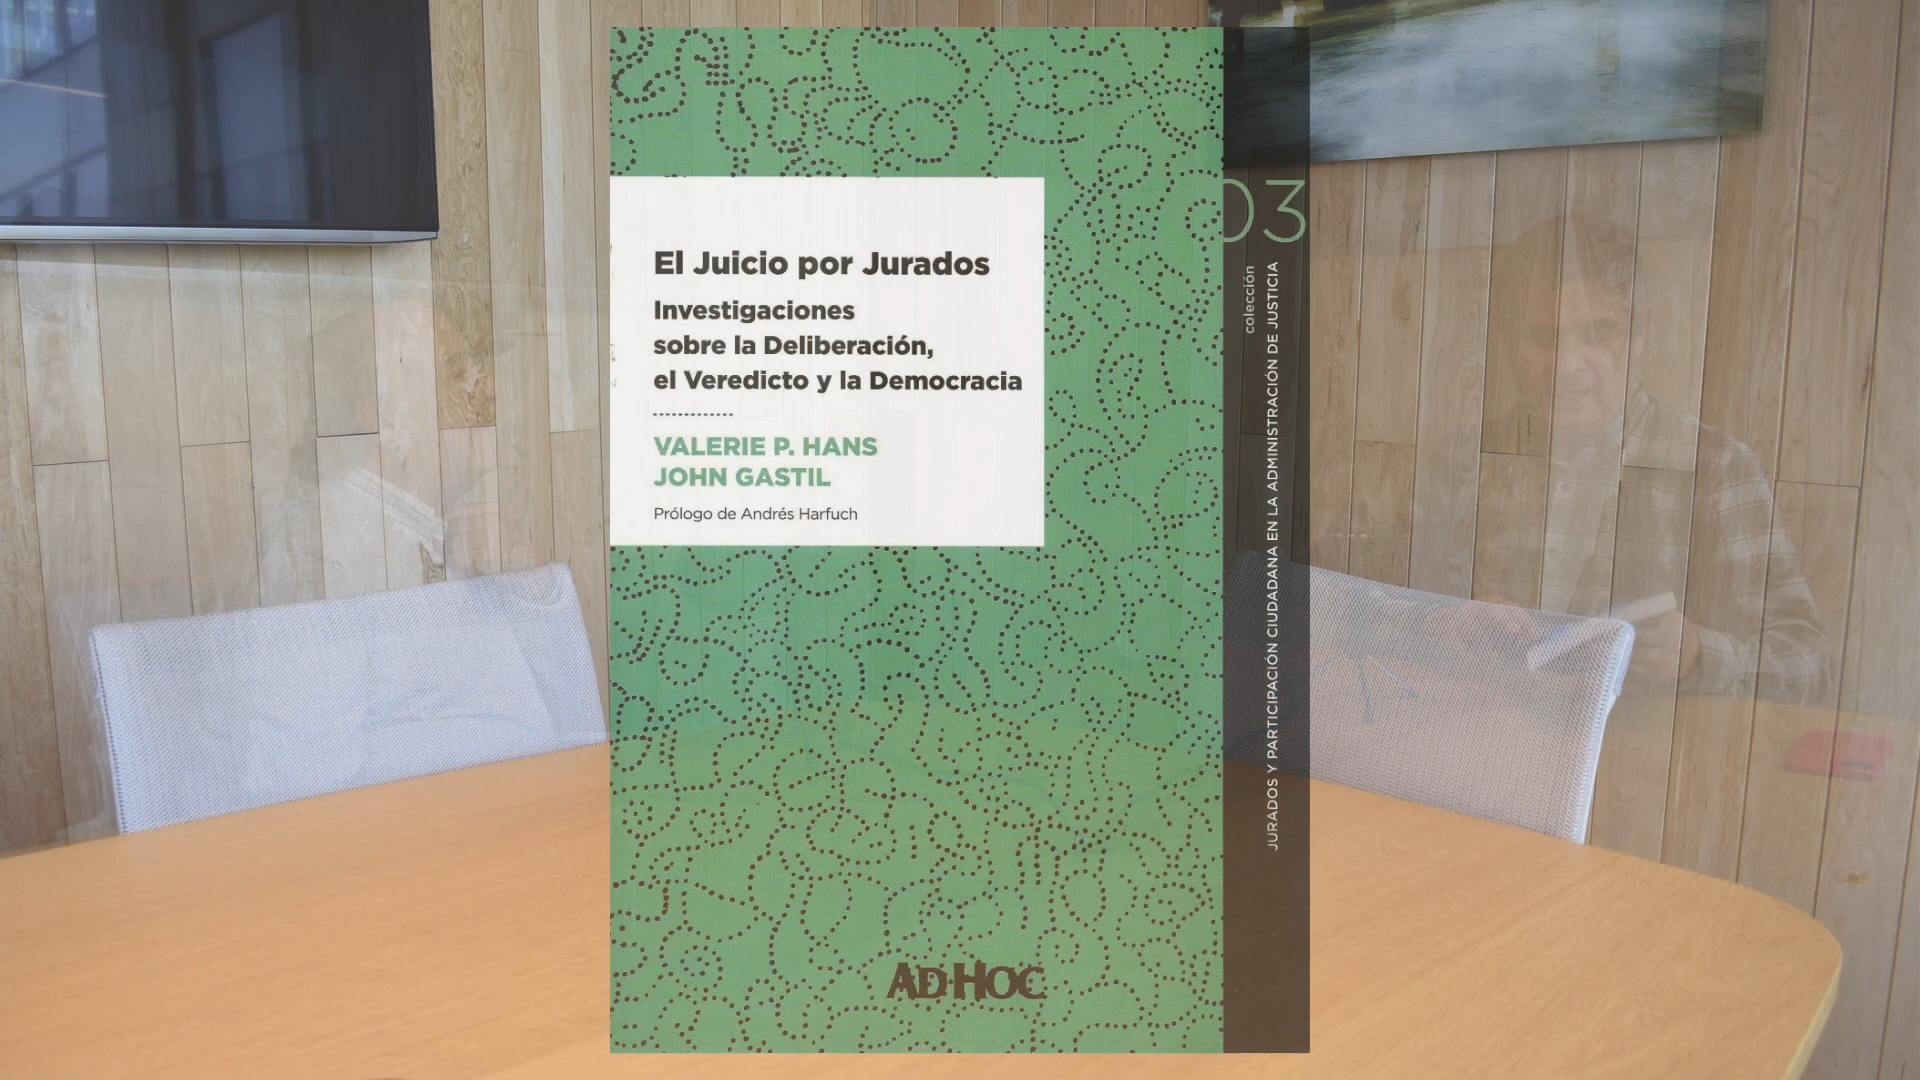 El Juicio por Jurados
Investigaciones
sobre la Deliberación,
el Veredicto y la Democracia
VALERIE P. HANS
JOHN GASTIL
Prólogo de Andrés Harfuch
AD·HOC
03
colección
JURADOS Y PARTICIPACIÓN CIUDADANA EN LA ADMINISTRACIÓN DE JUSTICIA